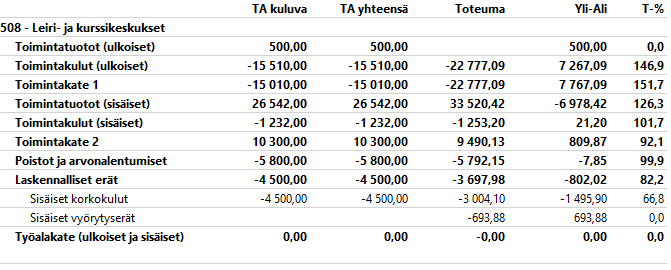 TA kuluva TA yhteensä Toteuma Yli-Ali T-%
508 - Leiri- ja kurssikeskukset
Toimintatuotot (ulkoiset) 500,00 500,00 500,00 0,0
Toimintakulut (ulkoiset) -15 510,00 -15 510,00 -22 777,09 7 267,09 146,9
Toimintakate 1 -15 010,00 -15 010,00 -22 777,09 7 767,09 151,7
Toimintatuotot (sisäiset) 26 542,00 26 542,00 33 520,42 -6 978,42 126,3
Toimintakulut (sisäiset) -1 232,00 -1 232,00 -1 253,20 21,20 101,7
Toimintakate 2 10 300,00 10 300,00 9 490,13 809,87 92,1
Poistot ja arvonalentumiset -5 800,00 -5 800,00 -5 792,15 -7,85 99,9
Laskennalliset erät -4 500,00 -4 500,00 -3 697,98 -802,02 82,2
Sisäiset korkokulut -4 500,00 -4 500,00 -3 004,10 -1 495,90 66,8
Sisäiset vyörytyserät -693,88 693,88 0,0
Työalakate (ulkoiset ja sisäiset) 0,00 0,00 -0,00 0,00 0,0